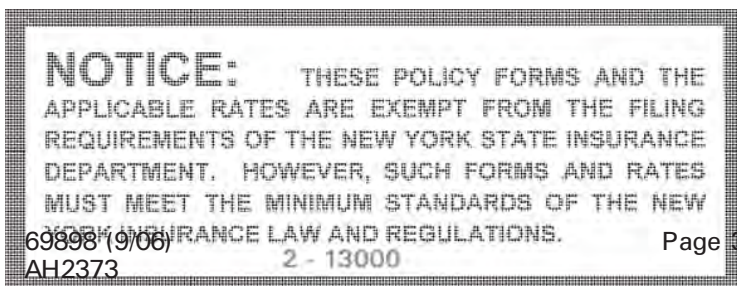 NOTICE: THESE POLICY FORMS AND THE
APPLICABLE RATES ARE EXEMPT FROM THE FILING
REQUIREMENTS OF THE NEW YORK STATE INSURANCE
DEPARTMENT. HOWEVER, SUCH FORMS AND RATES
MUST MEET THE MINIMUM STANDARDS OF THE NEW
YORK INSURANCE LAW AND REGULATIONS.
69898 (9/06) Page
2 - 13000
AH2373